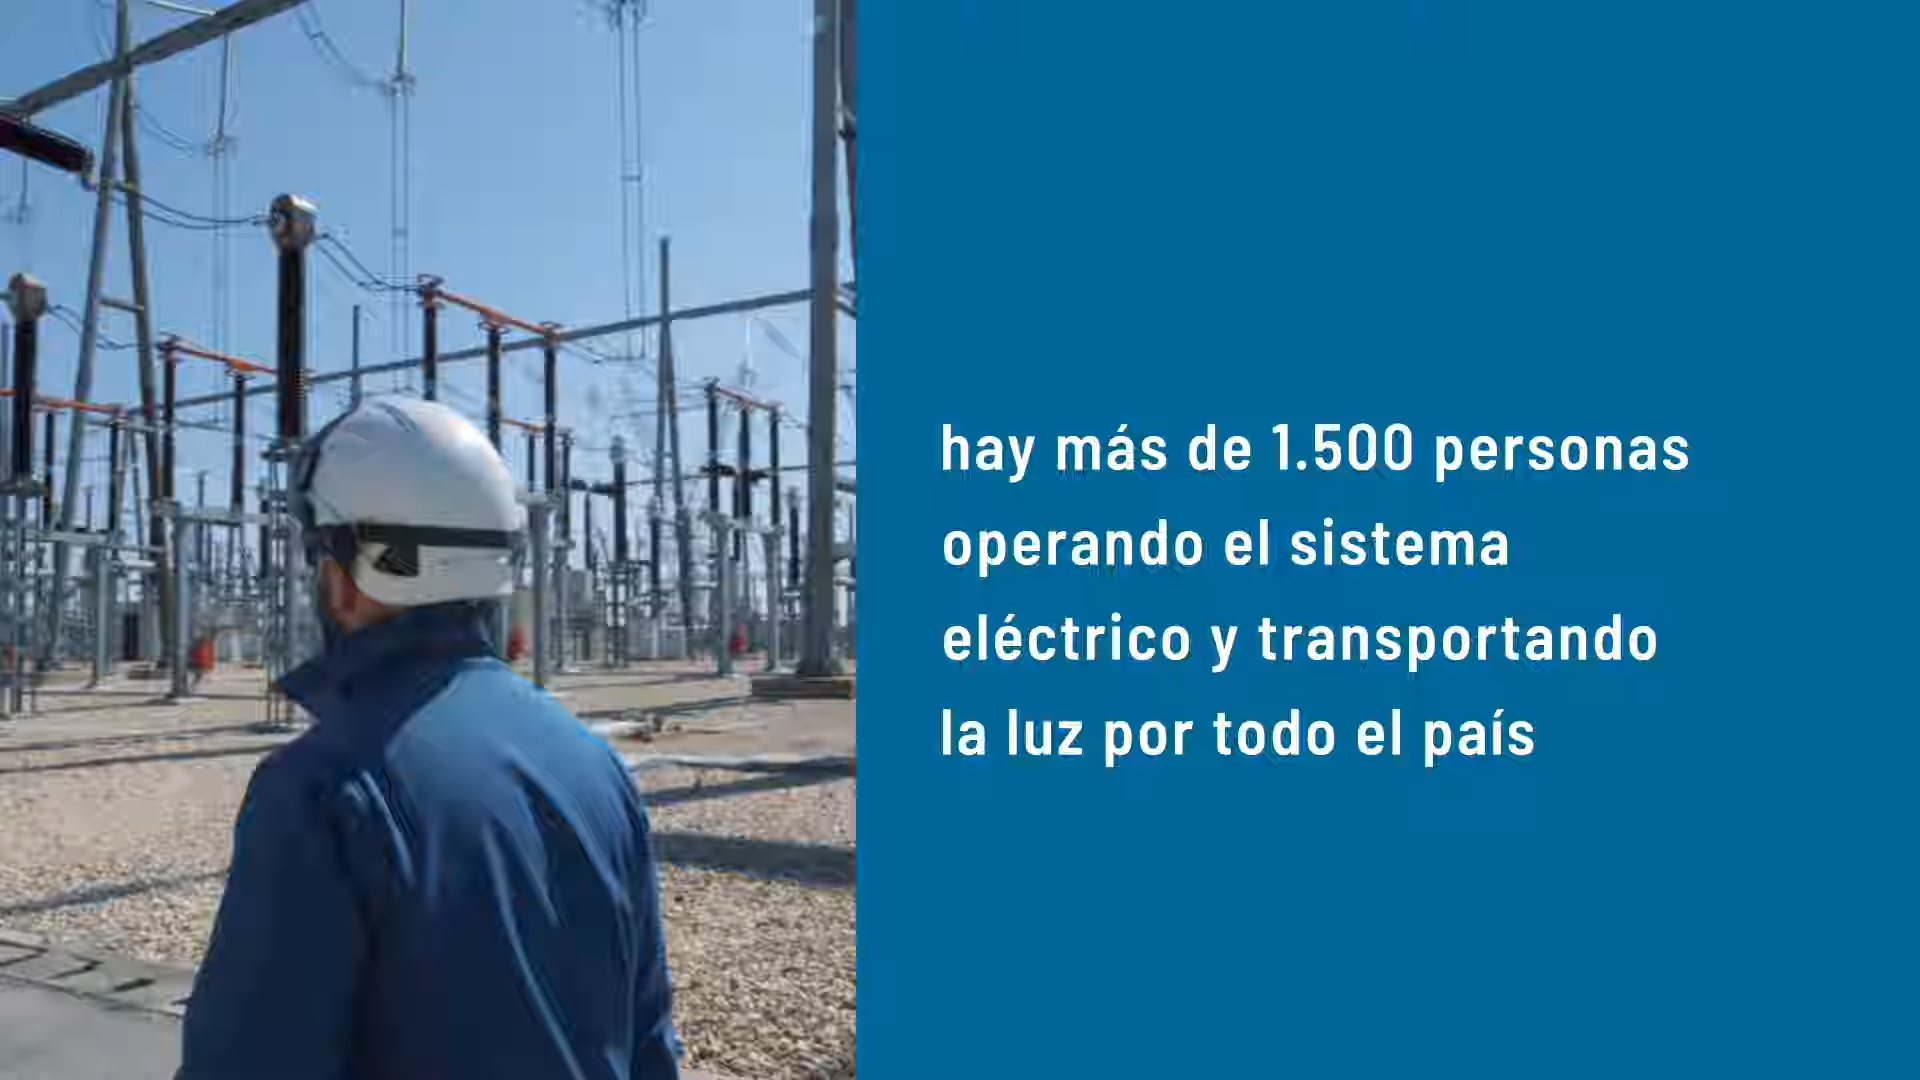 hay más de 1.500 personas
operando el sistema
eléctrico y transportando
la luz por todo el país